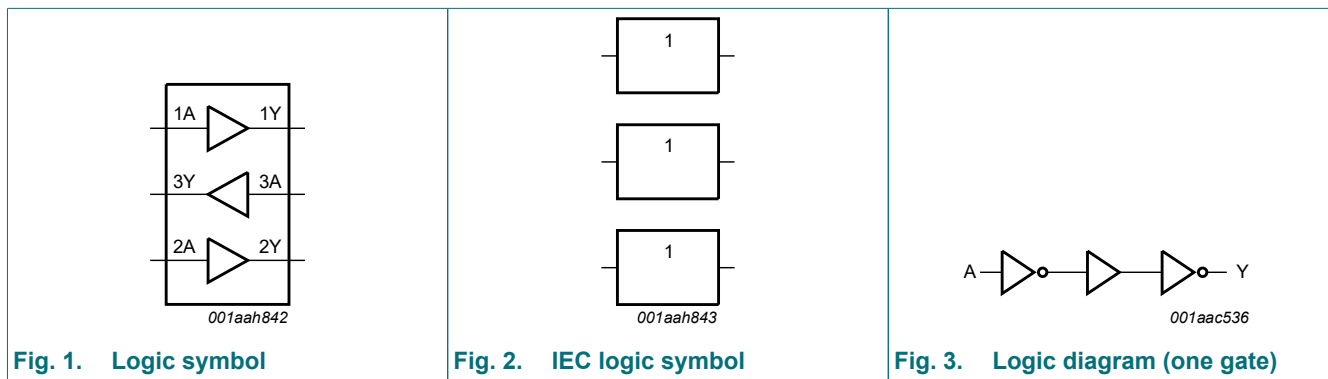 1A 1Y
3Y 3A
2A 2Y
001aah842
Fig. 1. Logic symbol
1
1
1
001aah843
Fig. 2. IEC logic symbol
A Y
001aac536
Fig. 3. Logic diagram (one gate)